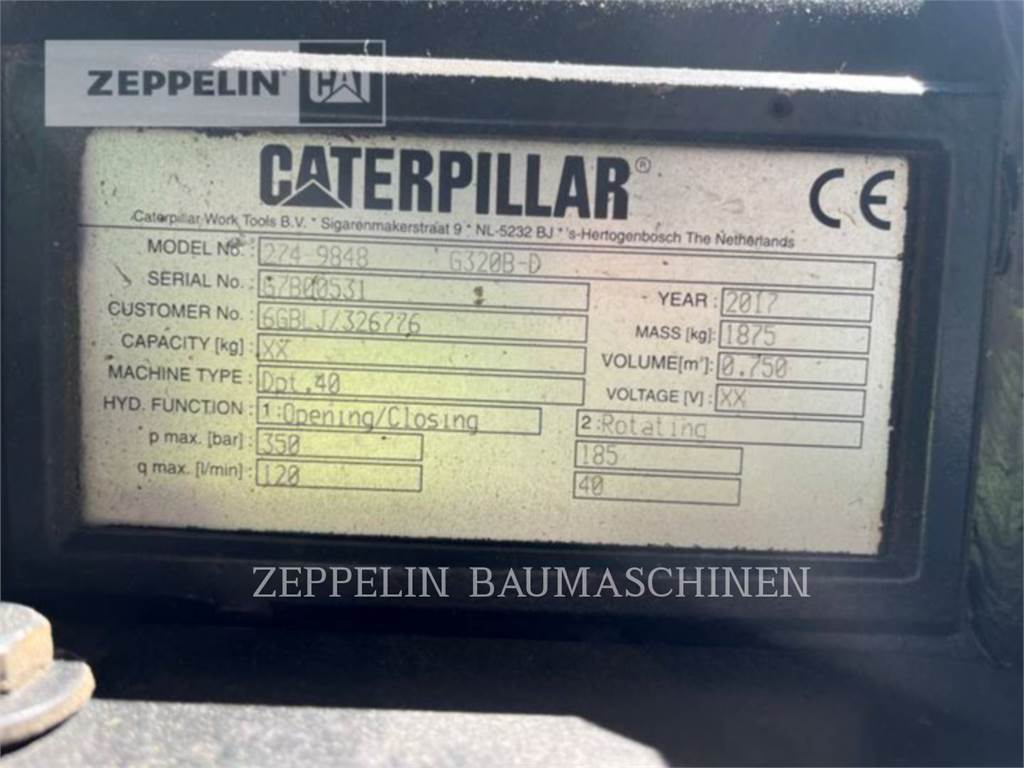 ZEPPELIN CAT
CATERPILLAR® CE
Caterpillar Work Tools B.V. * Sigarenmakerstraat 9 * NL-5232 BJ * 's-Hertogenbosch The Netherlands
MODEL No.: 274-9848 G320B-D
SERIAL No.: G7B00531 YEAR: 2017
CUSTOMER No.: 6GBLJ/326776 MASS [kg]: 1875
CAPACITY [kg]: XX VOLUME[m³]: 0.750
MACHINE TYPE: Dpt.40 VOLTAGE [V]: XX
HYD. FUNCTION: 1:Opening/Closing 2:Rotating
p max. [bar]: 350 185
q max. [l/min]: 120 40
ZEPPELIN BAUMASCHINEN